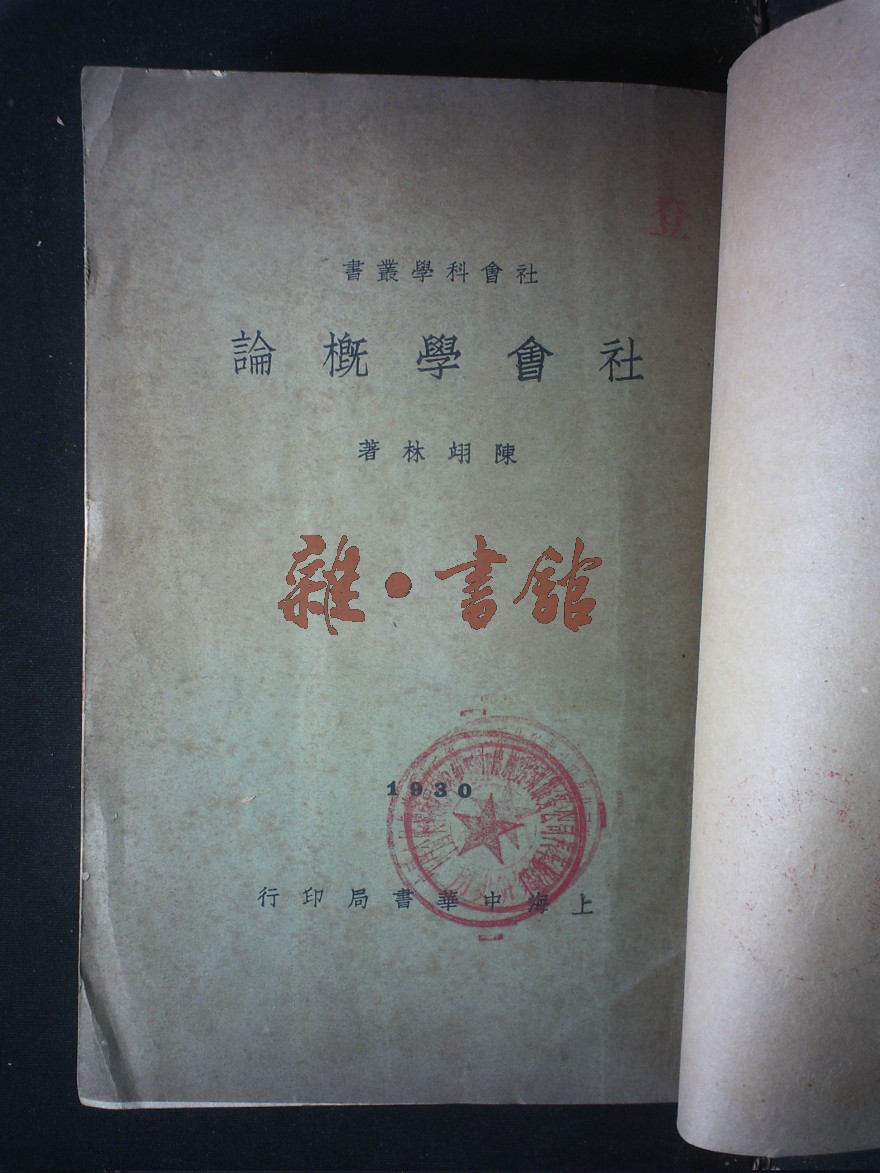 登
社會科學叢書
社會學概論
陳翊林著
雜·書館
1930
上海中華書局印行